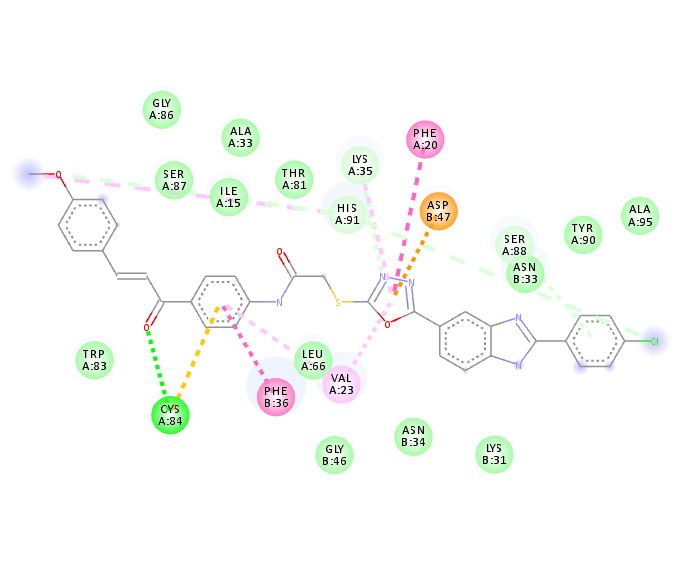 GLY
A:86
ALA
A:33
PHE
A:20
LYS
A:35
SER
A:87
THR
A:81
ILE
A:15
HIS
A:91
ASP
B:47
ALA
A:95
TYR
A:90
SER
A:88
ASN
B:33
O
O
N
N
N
S
O
N
N
Cl
O
TRP
A:83
LEU
A:66
VAL
A:23
PHE
B:36
CYS
A:84
ASN
B:34
GLY
B:46
LYS
B:31